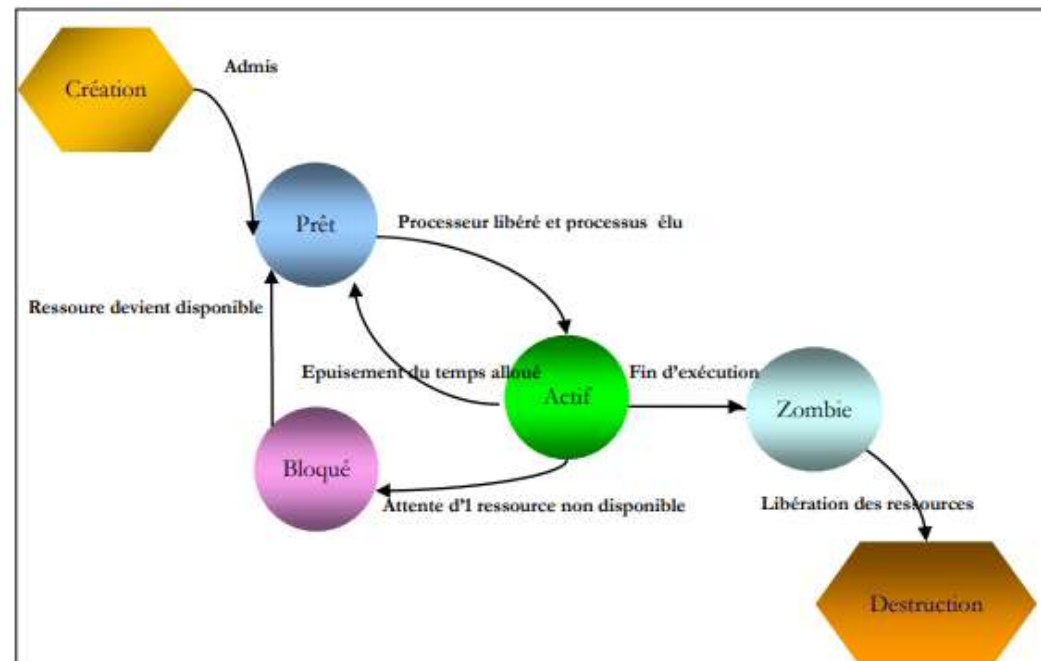 Admis
Création
Prêt
Processeur libéré et processus élu
Ressoure devient disponible
Epuisement du temps alloué
Fin d'exécution
Actif
Zombie
Bloqué
Attente d'1 ressource non disponible
Libération des ressources
Destruction